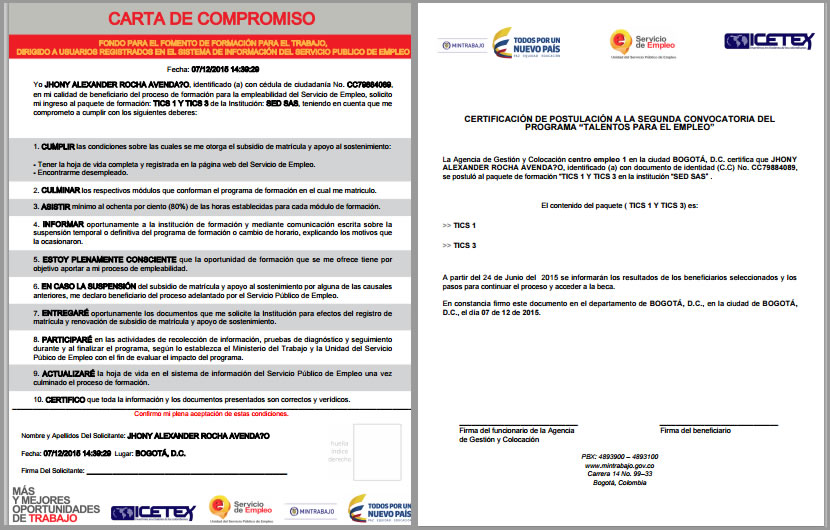 CARTA DE COMPROMISO
FONDO PARA EL FOMENTO DE FORMACIÓN PARA EL TRABAJO,
DIRIGIDO A USUARIOS REGISTRADOS EN EL SISTEMA DE INFORMACIÓN DEL SERVICIO PUBLICO DE EMPLEO
Fecha: 07/12/2015 14:39:29
Yo JHONY ALEXANDER ROCHA AVENDA?O, identificado (a) con cédula de ciudadanía No. CC79884089,
en mi calidad de beneficiario del proceso de formación para la empleabilidad del Servicio de Empleo, solicito
mi ingreso al paquete de formación: TICS 1 Y TICS 3 de la Institución: SED SAS, teniendo en cuenta que me
comprometo a cumplir con los siguientes deberes:
1. CUMPLIR las condiciones sobre las cuales se me otorga el subsidio de matrícula y apoyo al sostenimiento:
- Tener la hoja de vida completa y registrada en la página web del Servicio de Empleo.
- Encontrarme desempleado.
2. CULMINAR los respectivos módulos que conforman el programa de formación en el cual me matriculo.
3. ASISTIR mínimo al ochenta por ciento (80%) de las horas establecidas para cada módulo de formación.
4. INFORMAR oportunamente a la institución de formación y mediante comunicación escrita sobre la
suspensión temporal o definitiva del programa de formación o cambio de horario, explicando los motivos que
la ocasionaron.
5. ESTOY PLENAMENTE CONSCIENTE que la oportunidad de formación que se me ofrece tiene por
objetivo aportar a mi proceso de empleabilidad.
6. EN CASO LA SUSPENSIÓN del subsidio de matrícula y apoyo al sostenimiento por alguna de las causales
anteriores, me declaro beneficiario del proceso adelantado por el Servicio Público de Empleo.
7. ENTREGARÉ oportunamente los documentos que me solicite la Institución para efectos del registro de
matrícula y renovación de subsidio de matrícula y apoyo de sostenimiento.
8. PARTICIPARÉ en las actividades de recolección de información, pruebas de diagnóstico y seguimiento
durante y al finalizar el programa, según lo establezca el Ministerio del Trabajo y la Unidad del Servicio
Púbico de Empleo con el fin de evaluar el impacto del programa.
9. ACTUALIZARÉ la hoja de vida en el sistema de información del Servicio Público de Empleo una vez
culminado el proceso de formación.
10. CERTIFICO que toda la información y los documentos presentados son correctos y verídicos.
Confirmo mi plena aceptación de estas condiciones.
Nombre y Apellidos Del Solicitante: JHONY ALEXANDER ROCHA AVENDA?O
Fecha: 07/12/2015 14:39:29 Lugar: BOGOTÁ, D.C.
Firma Del Solicitante:
huella
índice
derecho
MÁS
Y MEJORES
OPORTUNIDADES
DE TRABAJO
ICETEX
Servicio
de Empleo
Unidad del Servicio Público de Empleo
MINTRABAJO
TODOS POR UN
NUEVO PAÍS
PAZ EQUIDAD EDUCACIÓN
MINTRABAJO
TODOS POR UN
NUEVO PAÍS
PAZ EQUIDAD EDUCACIÓN
Servicio
de Empleo
Unidad del Servicio Público de Empleo
ICETEX
CERTIFICACIÓN DE POSTULACIÓN A LA SEGUNDA CONVOCATORIA DEL
PROGRAMA “TALENTOS PARA EL EMPLEO”
La Agencia de Gestión y Colocación centro empleo 1 en la ciudad BOGOTÁ, D.C. certifica que JHONY
ALEXANDER ROCHA AVENDA?O, identificado (a) con documento de identidad (C.C) No. CC79884089,
se postuló al paquete de formación "TICS 1 Y TICS 3 en la institución "SED SAS" .
El contenido del paquete ( TICS 1 Y TICS 3) es:
>> TICS 1
>> TICS 3
A partir del 24 de Junio del 2015 se informarán los resultados de los beneficiarios seleccionados y los
pasos para continuar el proceso y acceder a la beca.
En constancia firmo este documento en el departamento de BOGOTÁ, D.C., en la ciudad de BOGOTÁ,
D.C., el día 07 de 12 de 2015.
Firma del funcionario de la Agencia
de Gestión y Colocación
Firma del beneficiario
PBX: 4893900 – 4893100
www.mintrabajo.gov.co
Carrera 14 No. 99–33
Bogotá, Colombia